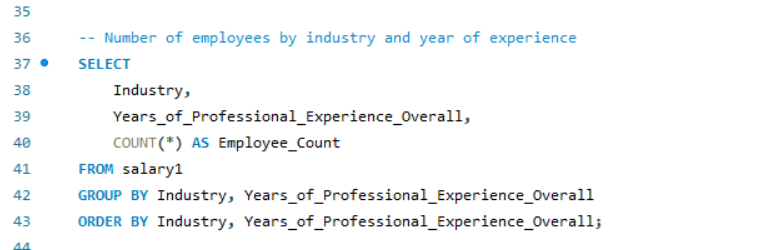 35
36 -- Number of employees by industry and year of experience
37 SELECT
38 Industry,
39 Years_of_Professional_Experience_Overall,
40 COUNT(*) AS Employee_Count
41 FROM salary1
42 GROUP BY Industry, Years_of_Professional_Experience_Overall
43 ORDER BY Industry, Years_of_Professional_Experience_Overall;
44